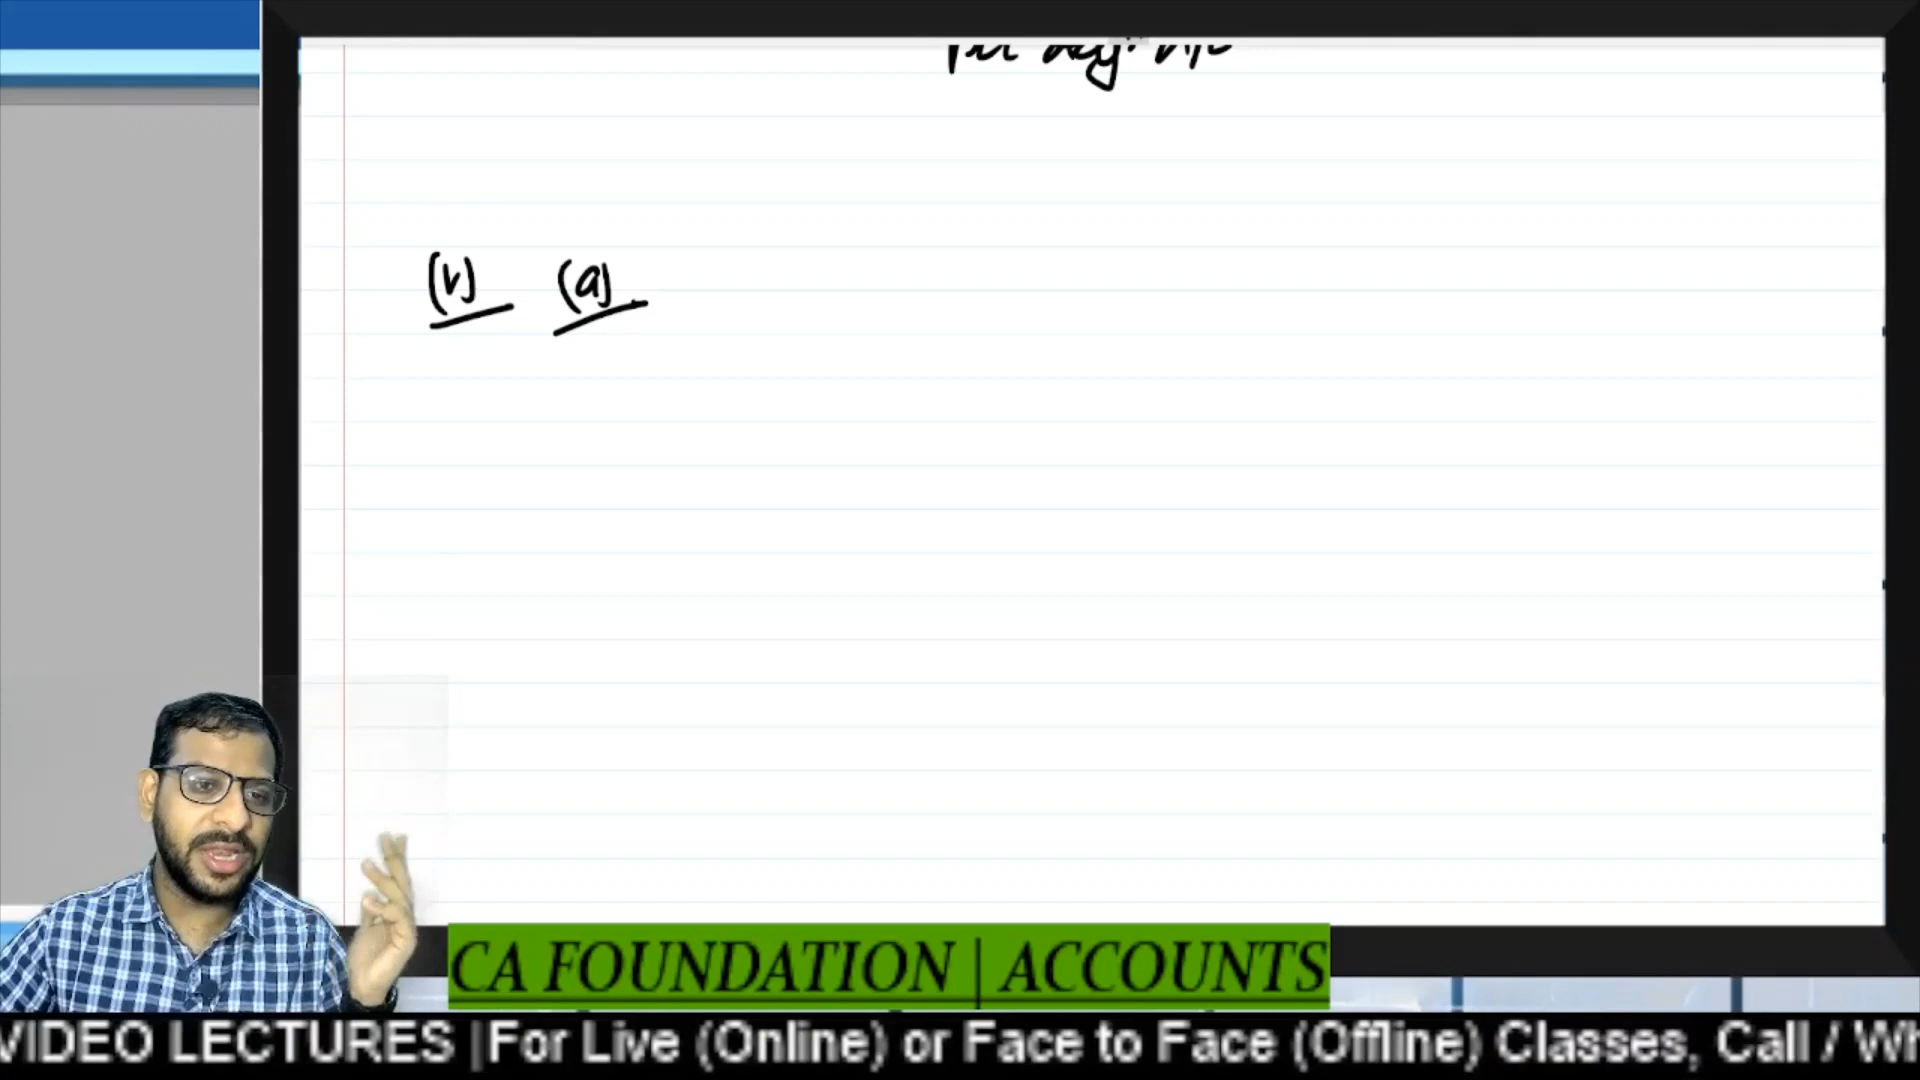 (v) (a)
CA FOUNDATION | ACCOUNTS
VIDEO LECTURES |For Live (Online) or Face to Face (Offline) Classes, Call / Wh